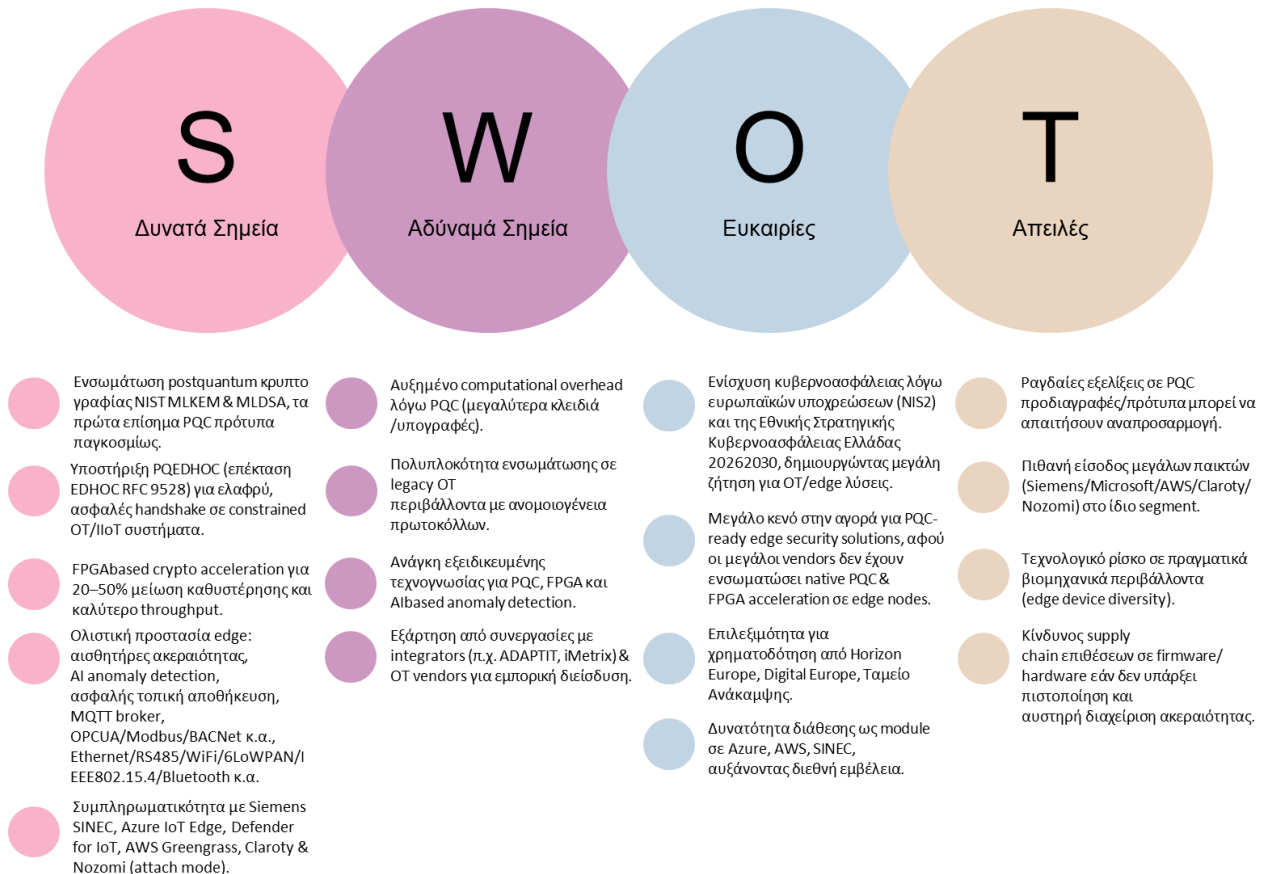 S
Δυνατά Σημεία
W
Αδύναμά Σημεία
O
Ευκαιρίες
T
Απειλές
Ενσωμάτωση postquantum κρυπτο
γραφίας NIST MLKEM & MLDSA, τα
πρώτα επίσημα PQC πρότυπα
παγκοσμίως.
Υποστήριξη PQEDHOC (επέκταση
EDHOC RFC 9528) για ελαφρύ,
ασφαλές handshake σε constrained
OT/IIoT συστήματα.
FPGAbased crypto acceleration για
20–50% μείωση καθυστέρησης και
καλύτερο throughput.
Ολιστική προστασία edge:
αισθητήρες ακεραιότητας,
AI anomaly detection,
ασφαλής τοπική αποθήκευση,
MQTT broker,
OPCUA/Modbus/BACNet κ.α.,
Ethernet/RS485/WiFi/6LoWPAN/I
EEE802.15.4/Bluetooth κ.α.
Συμπληρωματικότητα με Siemens
SINEC, Azure IoT Edge, Defender
for IoT, AWS Greengrass, Claroty &
Nozomi (attach mode).
Αυξημένο computational overhead
λόγω PQC (μεγαλύτερα κλειδιά
/υπογραφές).
Πολυπλοκότητα ενσωμάτωσης σε
legacy OT
περιβάλλοντα με ανομοιογένεια
πρωτοκόλλων.
Ανάγκη εξειδικευμένης
τεχνογνωσίας για PQC, FPGA και
AIbased anomaly detection.
Εξάρτηση από συνεργασίες με
integrators (π.χ. ADAPTIT, iMetrix) &
OT vendors για εμπορική διείσδυση.
Ενίσχυση κυβερνοασφάλειας λόγω
ευρωπαϊκών υποχρεώσεων (NIS2)
και της Εθνικής Στρατηγικής
Κυβερνοασφάλειας Ελλάδας
20262030, δημιουργώντας μεγάλη
ζήτηση για OT/edge λύσεις.
Μεγάλο κενό στην αγορά για PQC-
ready edge security solutions, αφού
οι μεγάλοι vendors δεν έχουν
ενσωματώσει native PQC &
FPGA acceleration σε edge nodes.
Επιλεξιμότητα για
χρηματοδότηση από Horizon
Europe, Digital Europe, Ταμείο
Ανάκαμψης.
Δυνατότητα διάθεσης ως module
σε Azure, AWS, SINEC,
αυξάνοντας διεθνή εμβέλεια.
Ραγδαίες εξελίξεις σε PQC
προδιαγραφές/πρότυπα μπορεί να
απαιτήσουν αναπροσαρμογή.
Πιθανή είσοδος μεγάλων παικτών
(Siemens/Microsoft/AWS/Claroty/
Nozomi) στο ίδιο segment.
Τεχνολογικό ρίσκο σε πραγματικά
βιομηχανικά περιβάλλοντα
(edge device diversity).
Κίνδυνος supply
chain επιθέσεων σε firmware/
hardware εάν δεν υπάρξει
πιστοποίηση και
αυστηρή διαχείριση ακεραιότητας.